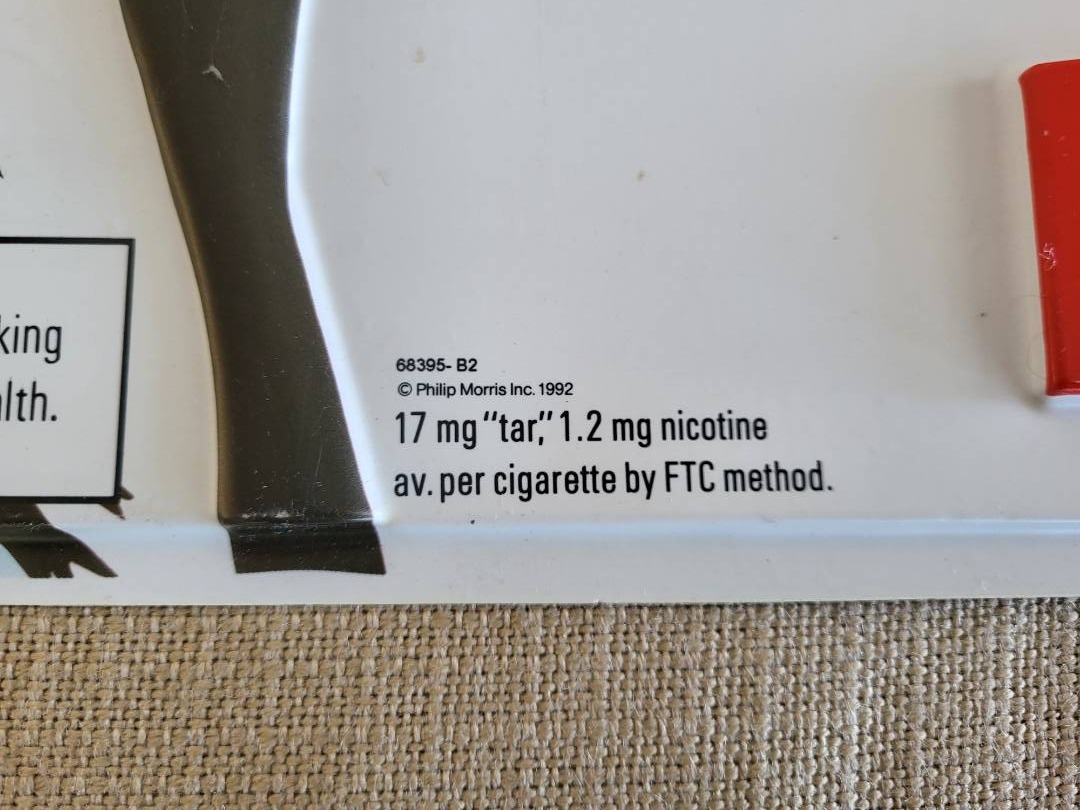 king
alth.
68395- B2
© Philip Morris Inc. 1992
17 mg “tar,” 1.2 mg nicotine
av. per cigarette by FTC method.